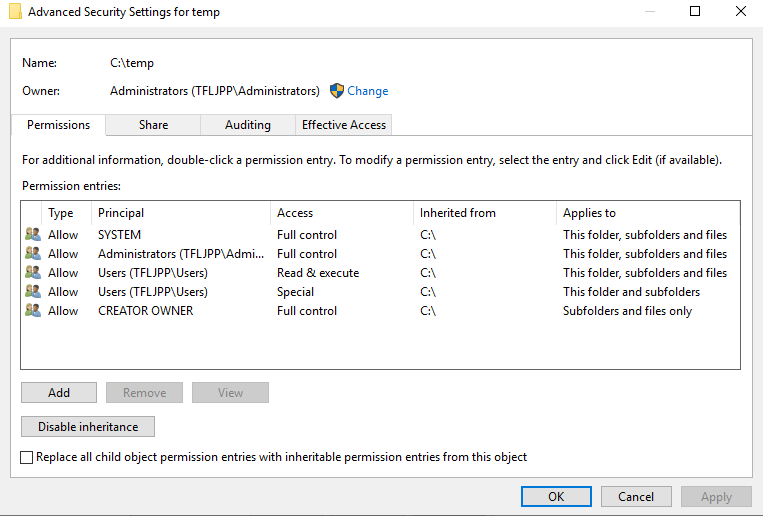 Advanced Security Settings for temp
Name: C:\temp
Owner: Administrators (TFLJPP\Administrators) Change
Permissions Share Auditing Effective Access
For additional information, double-click a permission entry. To modify a permission entry, select the entry and click Edit (if available).
Permission entries:
Type Principal Access Inherited from Applies to
Allow SYSTEM Full control C:\ This folder, subfolders and files
Allow Administrators (TFLJPP\Admi... Full control C:\ This folder, subfolders and files
Allow Users (TFLJPP\Users) Read & execute C:\ This folder, subfolders and files
Allow Users (TFLJPP\Users) Special C:\ This folder and subfolders
Allow CREATOR OWNER Full control C:\ Subfolders and files only
Add Remove View
Disable inheritance
Replace all child object permission entries with inheritable permission entries from this object
OK Cancel Apply